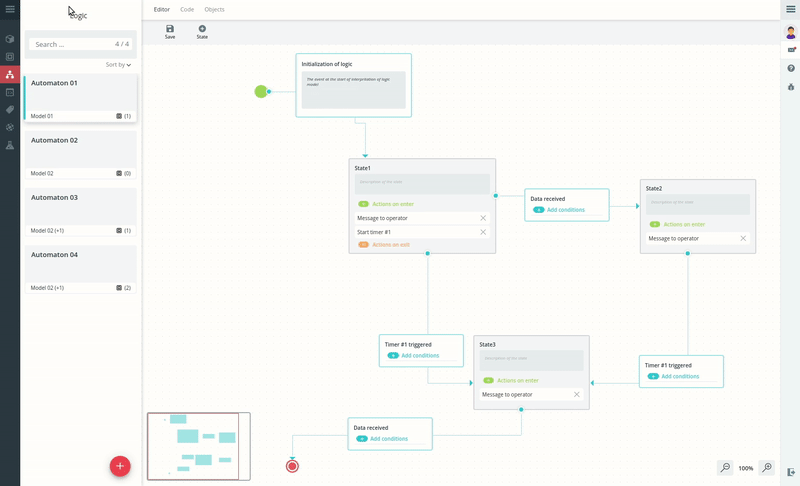 Logic
Search ...
4 / 4
Sort by
Automaton 01
Model 01
(1)
Automaton 02
Model 02
(0)
Automaton 03
Model 02 (+1)
(1)
Automaton 04
Model 02 (+1)
(2)
Editor
Code
Objects
Save
State
Initialization of logic
The event at the start of interpretation of logic
model
State1
Description of the state
Actions on enter
Message to operator
Start timer #1
Actions on exit
Data received
Add conditions
State2
Description of the state
Actions on enter
Message to operator
Timer #1 triggered
Add conditions
State3
Description of the state
Actions on enter
Message to operator
Timer #1 triggered
Add conditions
Data received
Add conditions
100%